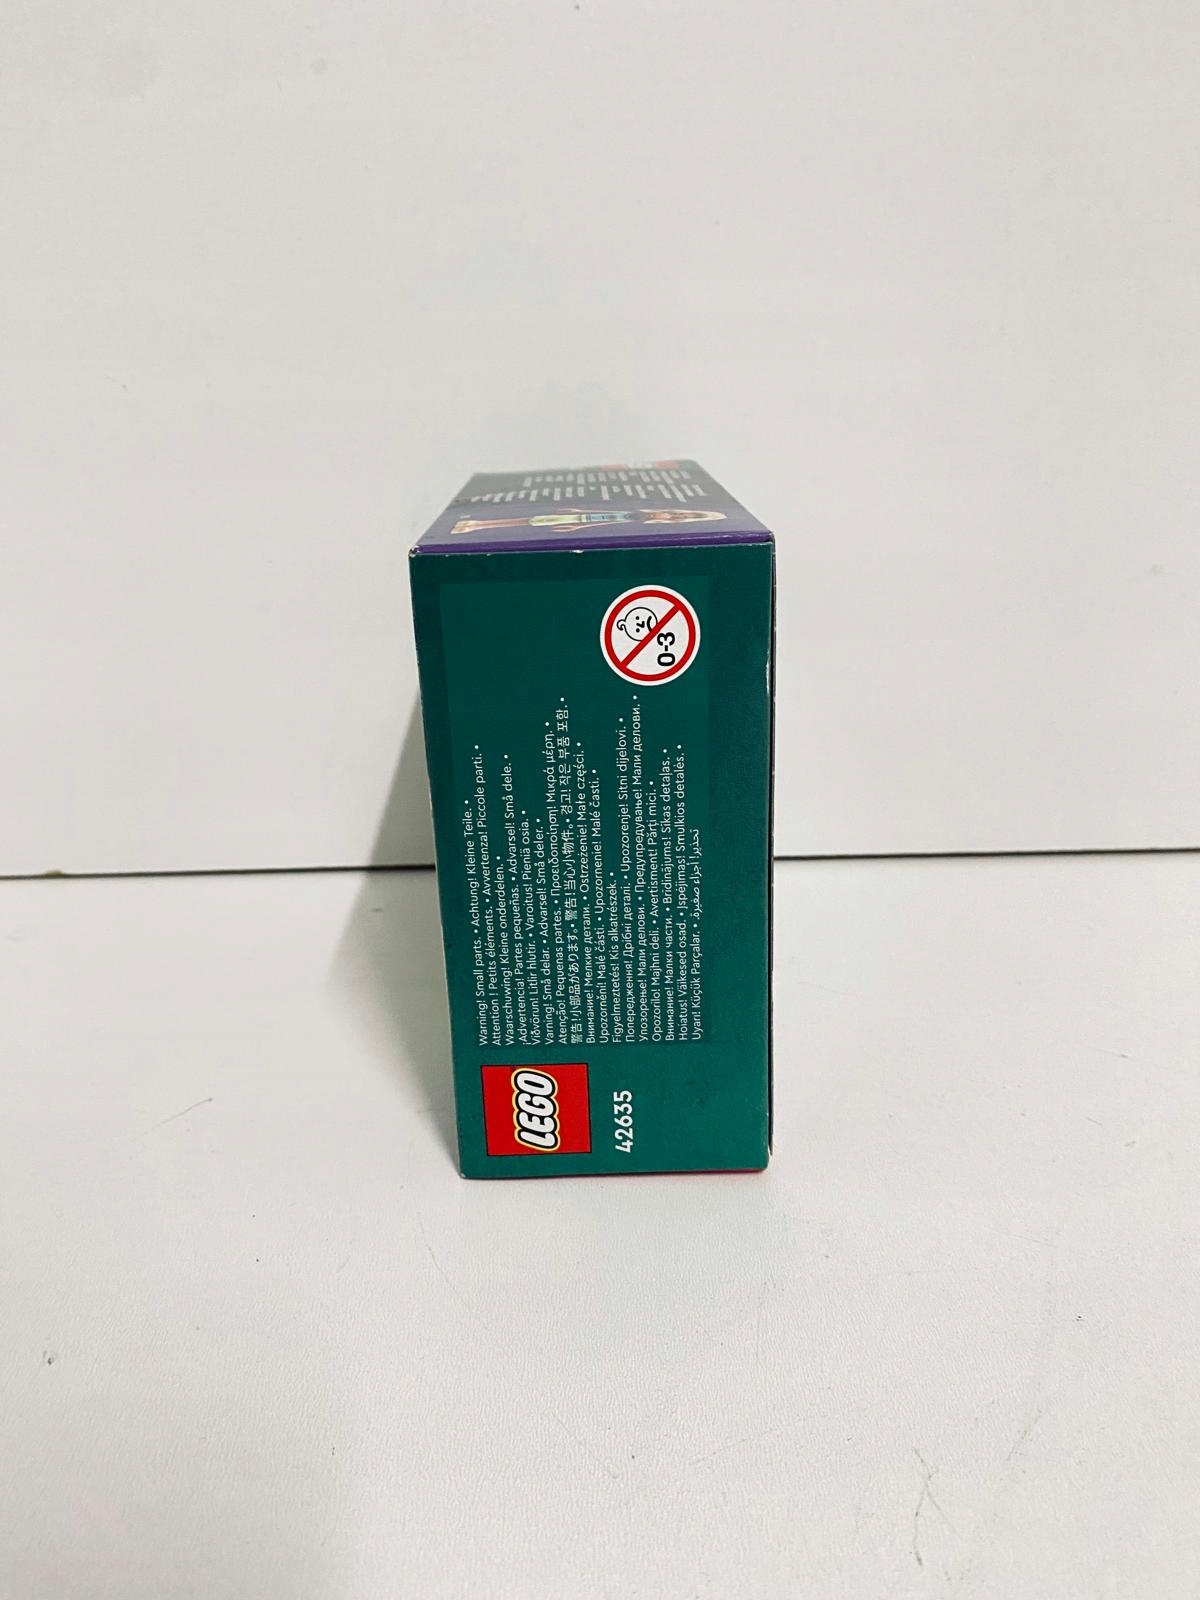 Warning! Small parts. • Achtung! Kleine Teile. •
Attention ! Petits éléments. • Avvertenza! Piccole parti. •
Waarschuwing! Kleine onderdelen. •
¡Advertencia! Partes pequeñas. • Advarsel! Små dele. •
Viðvörun! Litlir hlutir. • Varoitus! Pieniä osia. •
Varning! Små delar. • Advarsel! Små deler. •
Atenção! Pequenas partes. • Προειδοποίηση! Μικρά μέρη. •
警告!小部品があります。• 警告!当心小物件。• 경고! 작은 부품 포함. •
Внимание! Мелкие детали. • Ostrzeżenie! Małe części. •
Upozornění! Malé části. • Upozornenie! Malé časti. •
Figyelmeztetés! Kis alkatrészek. •
Попередження! Дрібні деталі. • Upozorenje! Sitni dijelovi. •
Упозорење! Мали делови. • Предупредување! Мали делови. •
Opozorilo! Majhni deli. • Avertisment! Părți mici. •
Внимание! Малки части. • Brīdinājums! Sīkas detaļas. •
Hoiatus! Väikesed osad. • Įspėjimas! Smulkios detalės. •
Uyarı! Küçük Parçalar. • تحذير! أجزاء صغيرة.
0-3
LEGO
42635